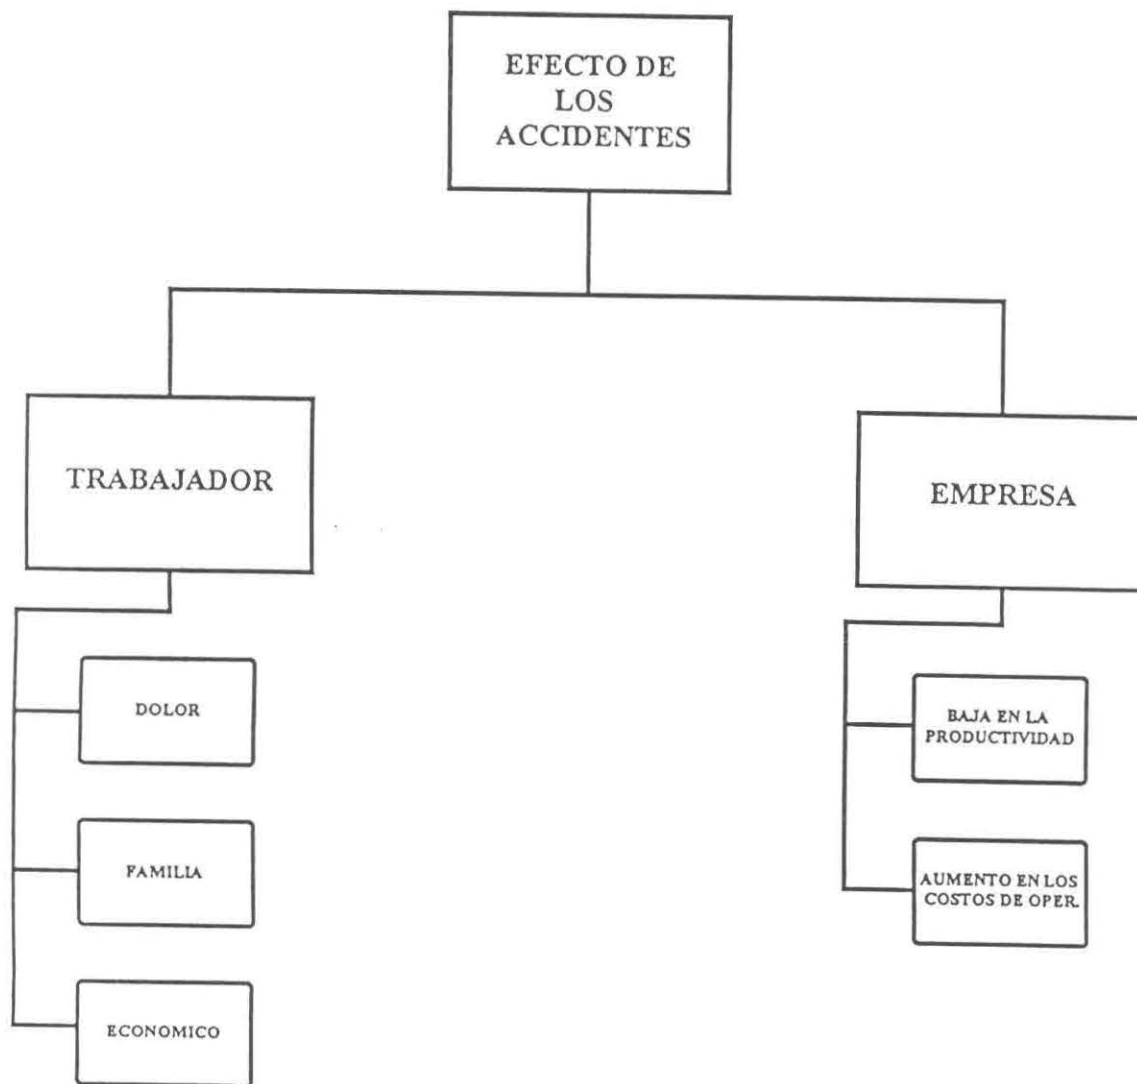 EFECTO DE
LOS
ACCIDENTES
TRABAJADOR
EMPRESA
DOLOR
FAMILIA
ECONOMICO
BAJA EN LA
PRODUCTIVIDAD
AUMENTO EN LOS
COSTOS DE OPER.